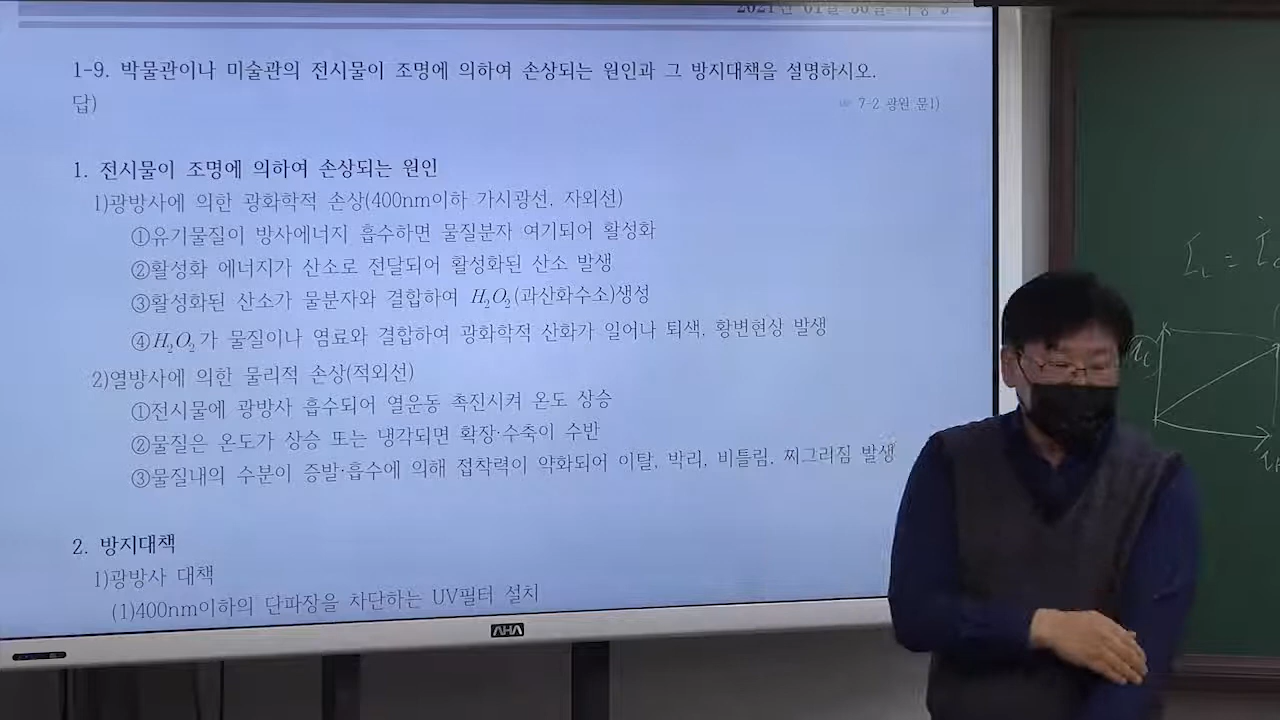 2021년 01월 30일
1-9. 박물관이나 미술관의 전시물이 조명에 의하여 손상되는 원인과 그 방지대책을 설명하시오.
답)
7-2 광원 문1)
1. 전시물이 조명에 의하여 손상되는 원인
1)광방사에 의한 광화학적 손상(400nm이하 가시광선. 자외선)
①유기물질이 방사에너지 흡수하면 물질분자 여기되어 활성화
②활성화 에너지가 산소로 전달되어 활성화된 산소 발생
③활성화된 산소가 물분자와 결합하여 H₂O₂(과산화수소)생성
④H₂O₂가 물질이나 염료와 결합하여 광화학적 산화가 일어나 퇴색, 황변현상 발생
2)열방사에 의한 물리적 손상(적외선)
①전시물에 광방사 흡수되어 열운동 촉진시켜 온도 상승
②물질은 온도가 상승 또는 냉각되면 확장·수축이 수반
③물질내의 수분이 증발·흡수에 의해 접착력이 약화되어 이탈, 박리, 비틀림. 찌그러짐 발생
2. 방지대책
1)광방사 대책
(1)400nm이하의 단파장을 차단하는 UV필터 설치
AHA